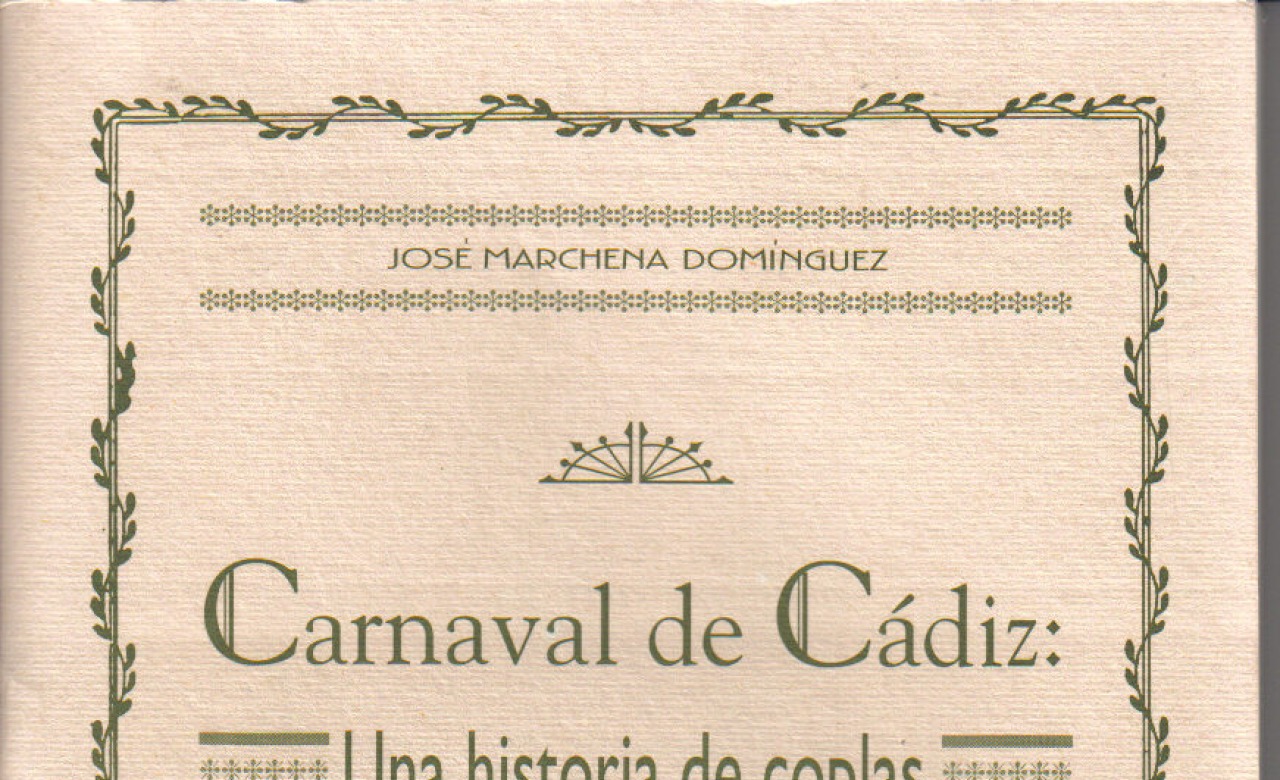 JOSÉ MARCHENA DOMÍNGUEZ
Carnaval de Cádiz:
Una historia de coplas